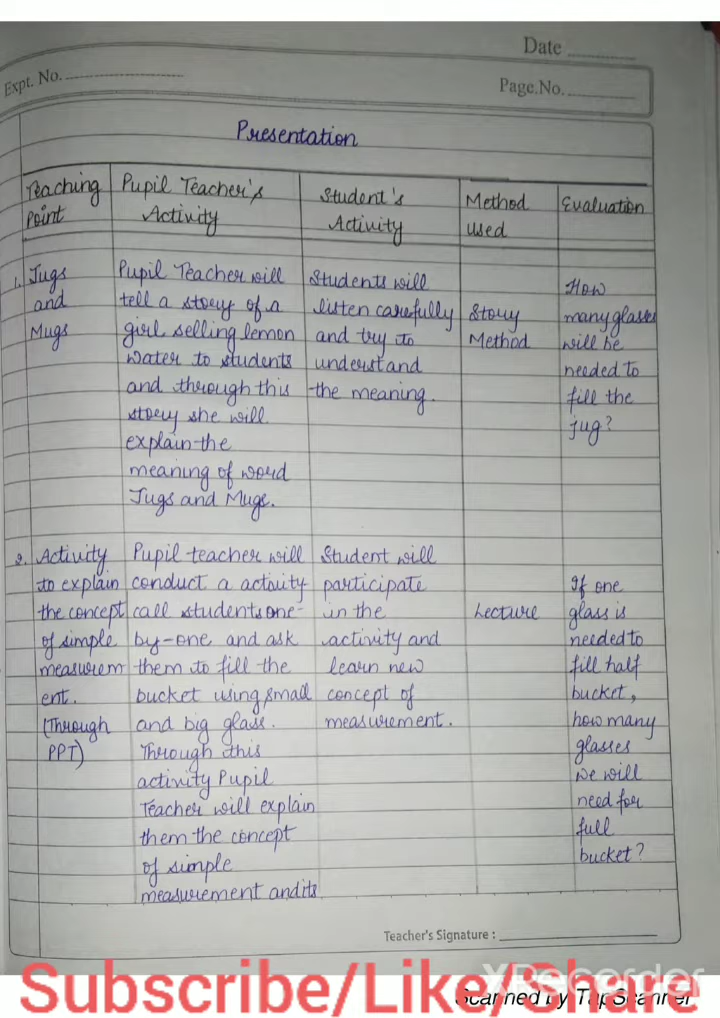 Date
Expt. No.
Page.No.
Presentation
Teaching Point
Pupil Teacher's Activity
Student's Activity
Method used
Evaluation
1. Jugs
and
Mugs
Pupil Teacher will
tell a story of a
girl selling lemon
water to students
and through this
story she will
explain the
meaning of word
Jugs and Mugs.
Students will
listen carefully
and try to
understand
the meaning.
Story
Method
How
many glasses
will be
needed to
fill the
jug?
2. Activity
to explain
the concept
of simple
measurem
ent.
(Through
PPT)
Pupil teacher will
conduct a activity
call students one-
by-one and ask
them to fill the
bucket using small
and big glass.
Through this
activity Pupil
Teacher will explain
them the concept
of simple
measurement and its
Student will
participate
in the
activity and
learn new
concept of
measurement.
Lecture
If one
glass is
needed to
fill half
bucket,
how many
glasses
we will
need for
full
bucket?
Teacher's Signature :
XRecorder
Subscribe/Like/Share
Scanned by TapScanner